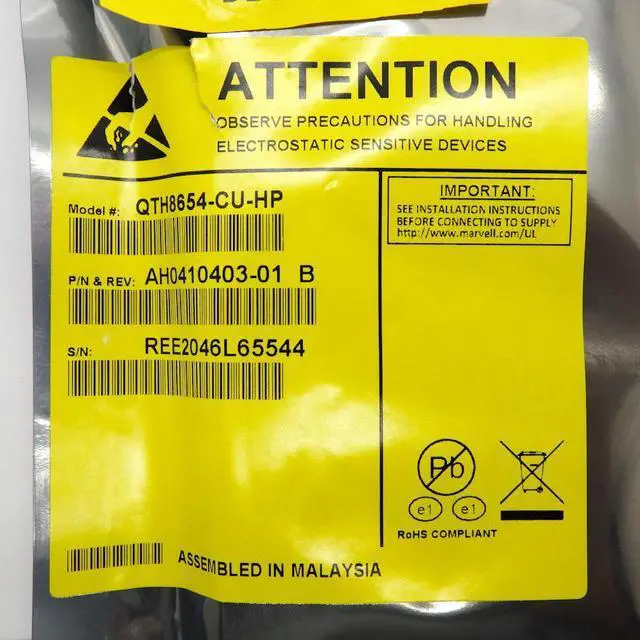 ATTENTION
OBSERVE PRECAUTIONS FOR HANDLING
ELECTROSTATIC SENSITIVE DEVICES
Model #: QTH8654-CU-HP
P/N & REV: AH0410403-01 B
S/N: REE2046L65544
IMPORTANT:
SEE INSTALLATION INSTRUCTIONS
BEFORE CONNECTING TO SUPPLY
http://www.marvell.com/UL
Pb
e1 e1
RoHS COMPLIANT
ASSEMBLED IN MALAYSIA